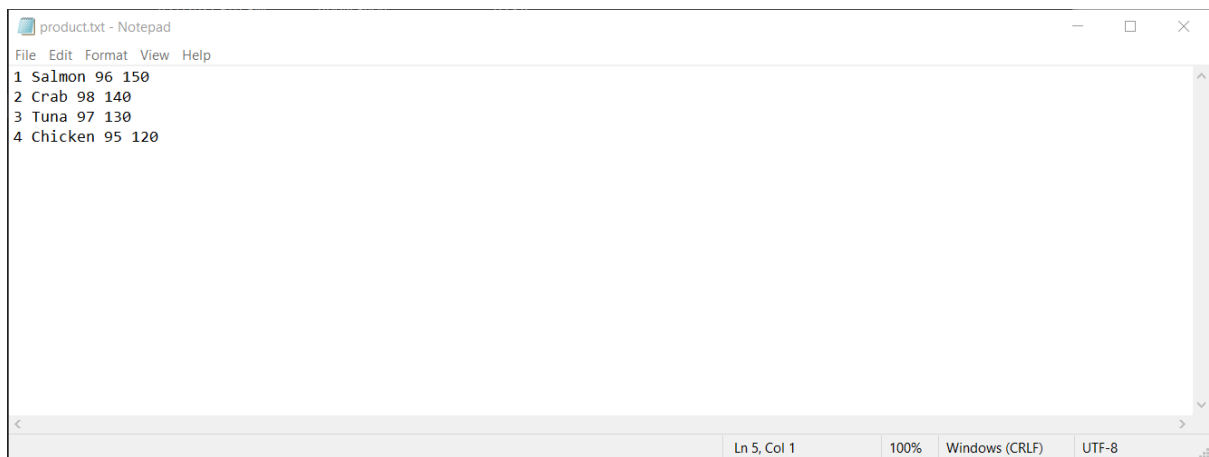 product.txt - Notepad
File Edit Format View Help
1 Salmon 96 150
2 Crab 98 140
3 Tuna 97 130
4 Chicken 95 120
Ln 5, Col 1 100% Windows (CRLF) UTF-8